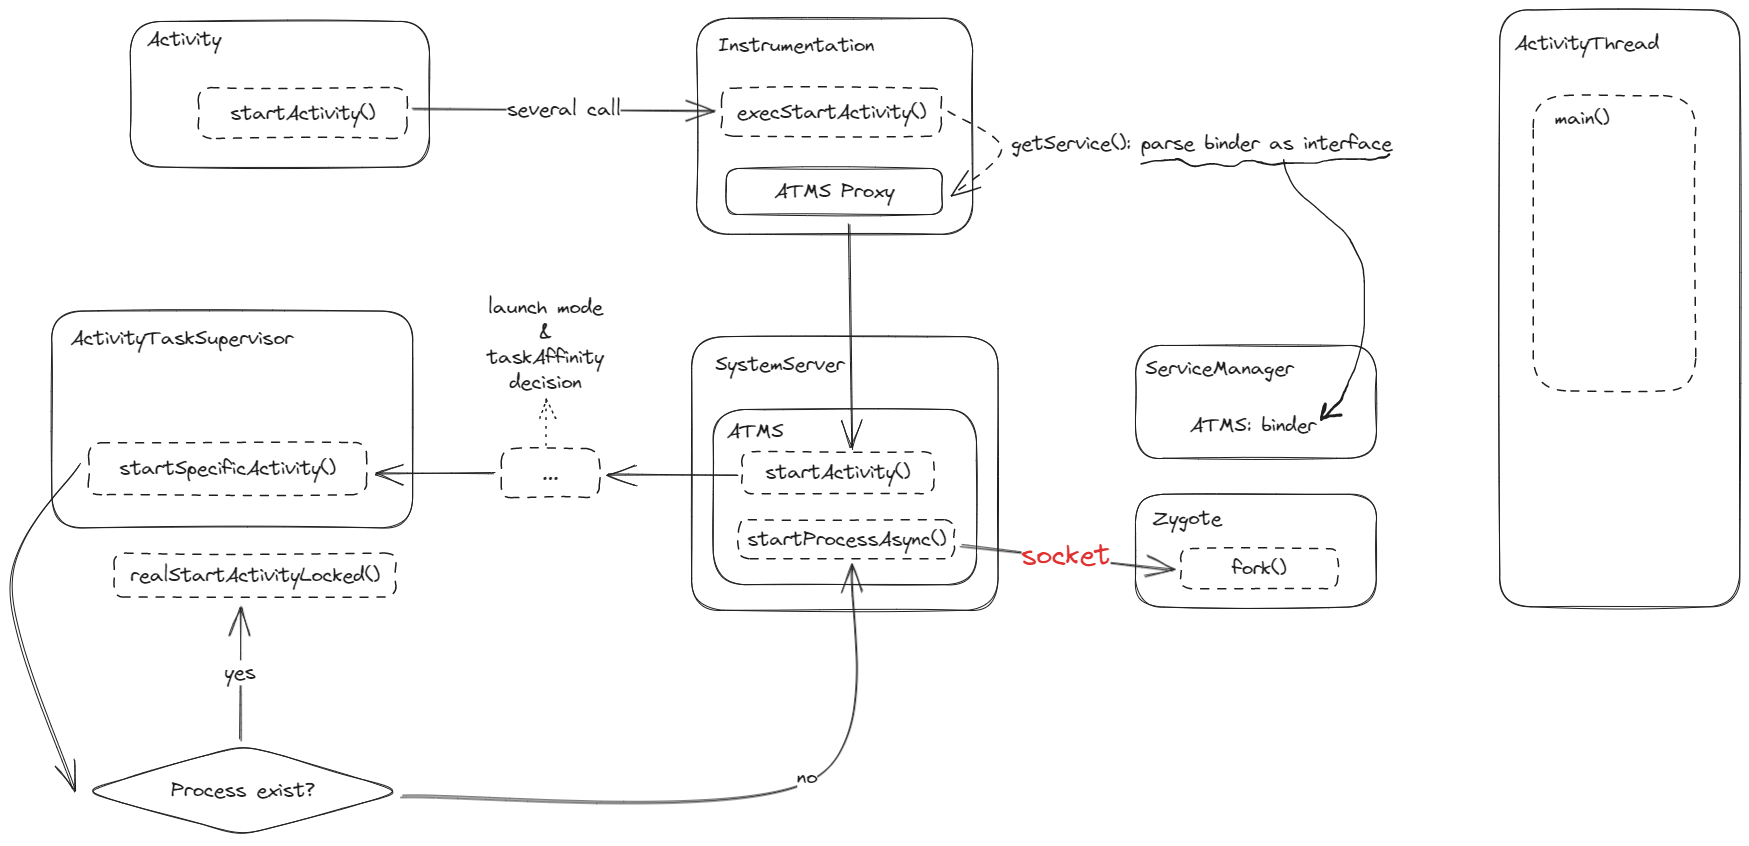 Activity
startActivity()
several call
Instrumentation
execStartActivity()
ATMS Proxy
getService(): parse binder as interface
ActivityThread
main()
ActivityTaskSupervisor
startSpecificActivity()
realStartActivityLocked()
launch mode
&
taskAffinity
decision
...
SystemServer
ATMS
startActivity()
startProcessAsync()
socket
ServiceManager
ATMS: binder
Zygote
fork()
yes
Process exist?
no